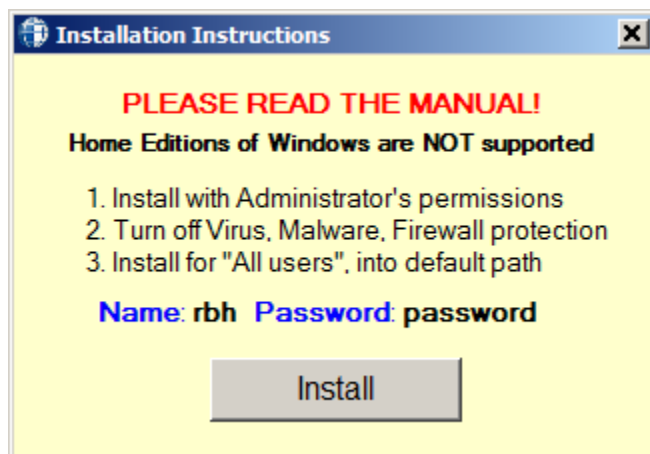 Installation Instructions
PLEASE READ THE MANUAL!
Home Editions of Windows are NOT supported
1. Install with Administrator's permissions
2. Turn off Virus, Malware, Firewall protection
3. Install for "All users", into default path
Name: rbh Password: password
Install